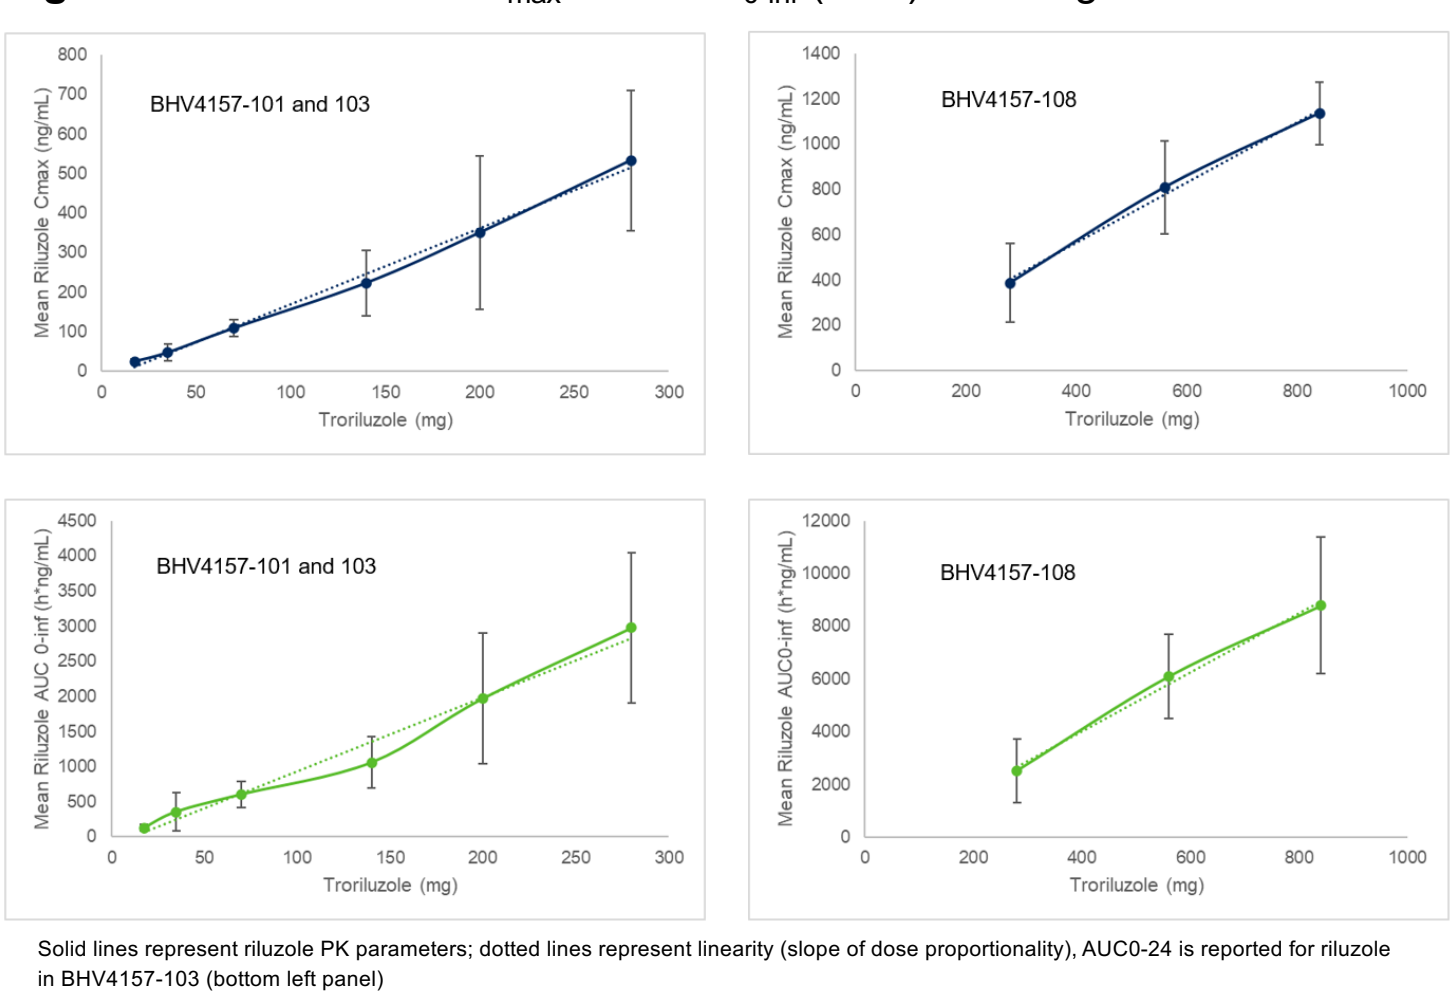 max
0-inf
BHV4157-101 and 103
Mean Riluzole Cmax (ng/mL)
800
700
600
500
400
300
200
100
0
0 50 100 150 200 250 300
Troriluzole (mg)
BHV4157-108
Mean Riluzole Cmax (ng/mL)
1400
1200
1000
800
600
400
200
0
0 200 400 600 800 1000
Troriluzole (mg)
BHV4157-101 and 103
Mean Riluzole AUC 0-inf (h*ng/mL)
4500
4000
3500
3000
2500
2000
1500
1000
500
0
0 50 100 150 200 250 300
Troriluzole (mg)
BHV4157-108
Mean Riluzole AUC0-inf (h*ng/mL)
12000
10000
8000
6000
4000
2000
0
0 200 400 600 800 1000
Troriluzole (mg)
Solid lines represent riluzole PK parameters; dotted lines represent linearity (slope of dose proportionality), AUC0-24 is reported for riluzole
in BHV4157-103 (bottom left panel)